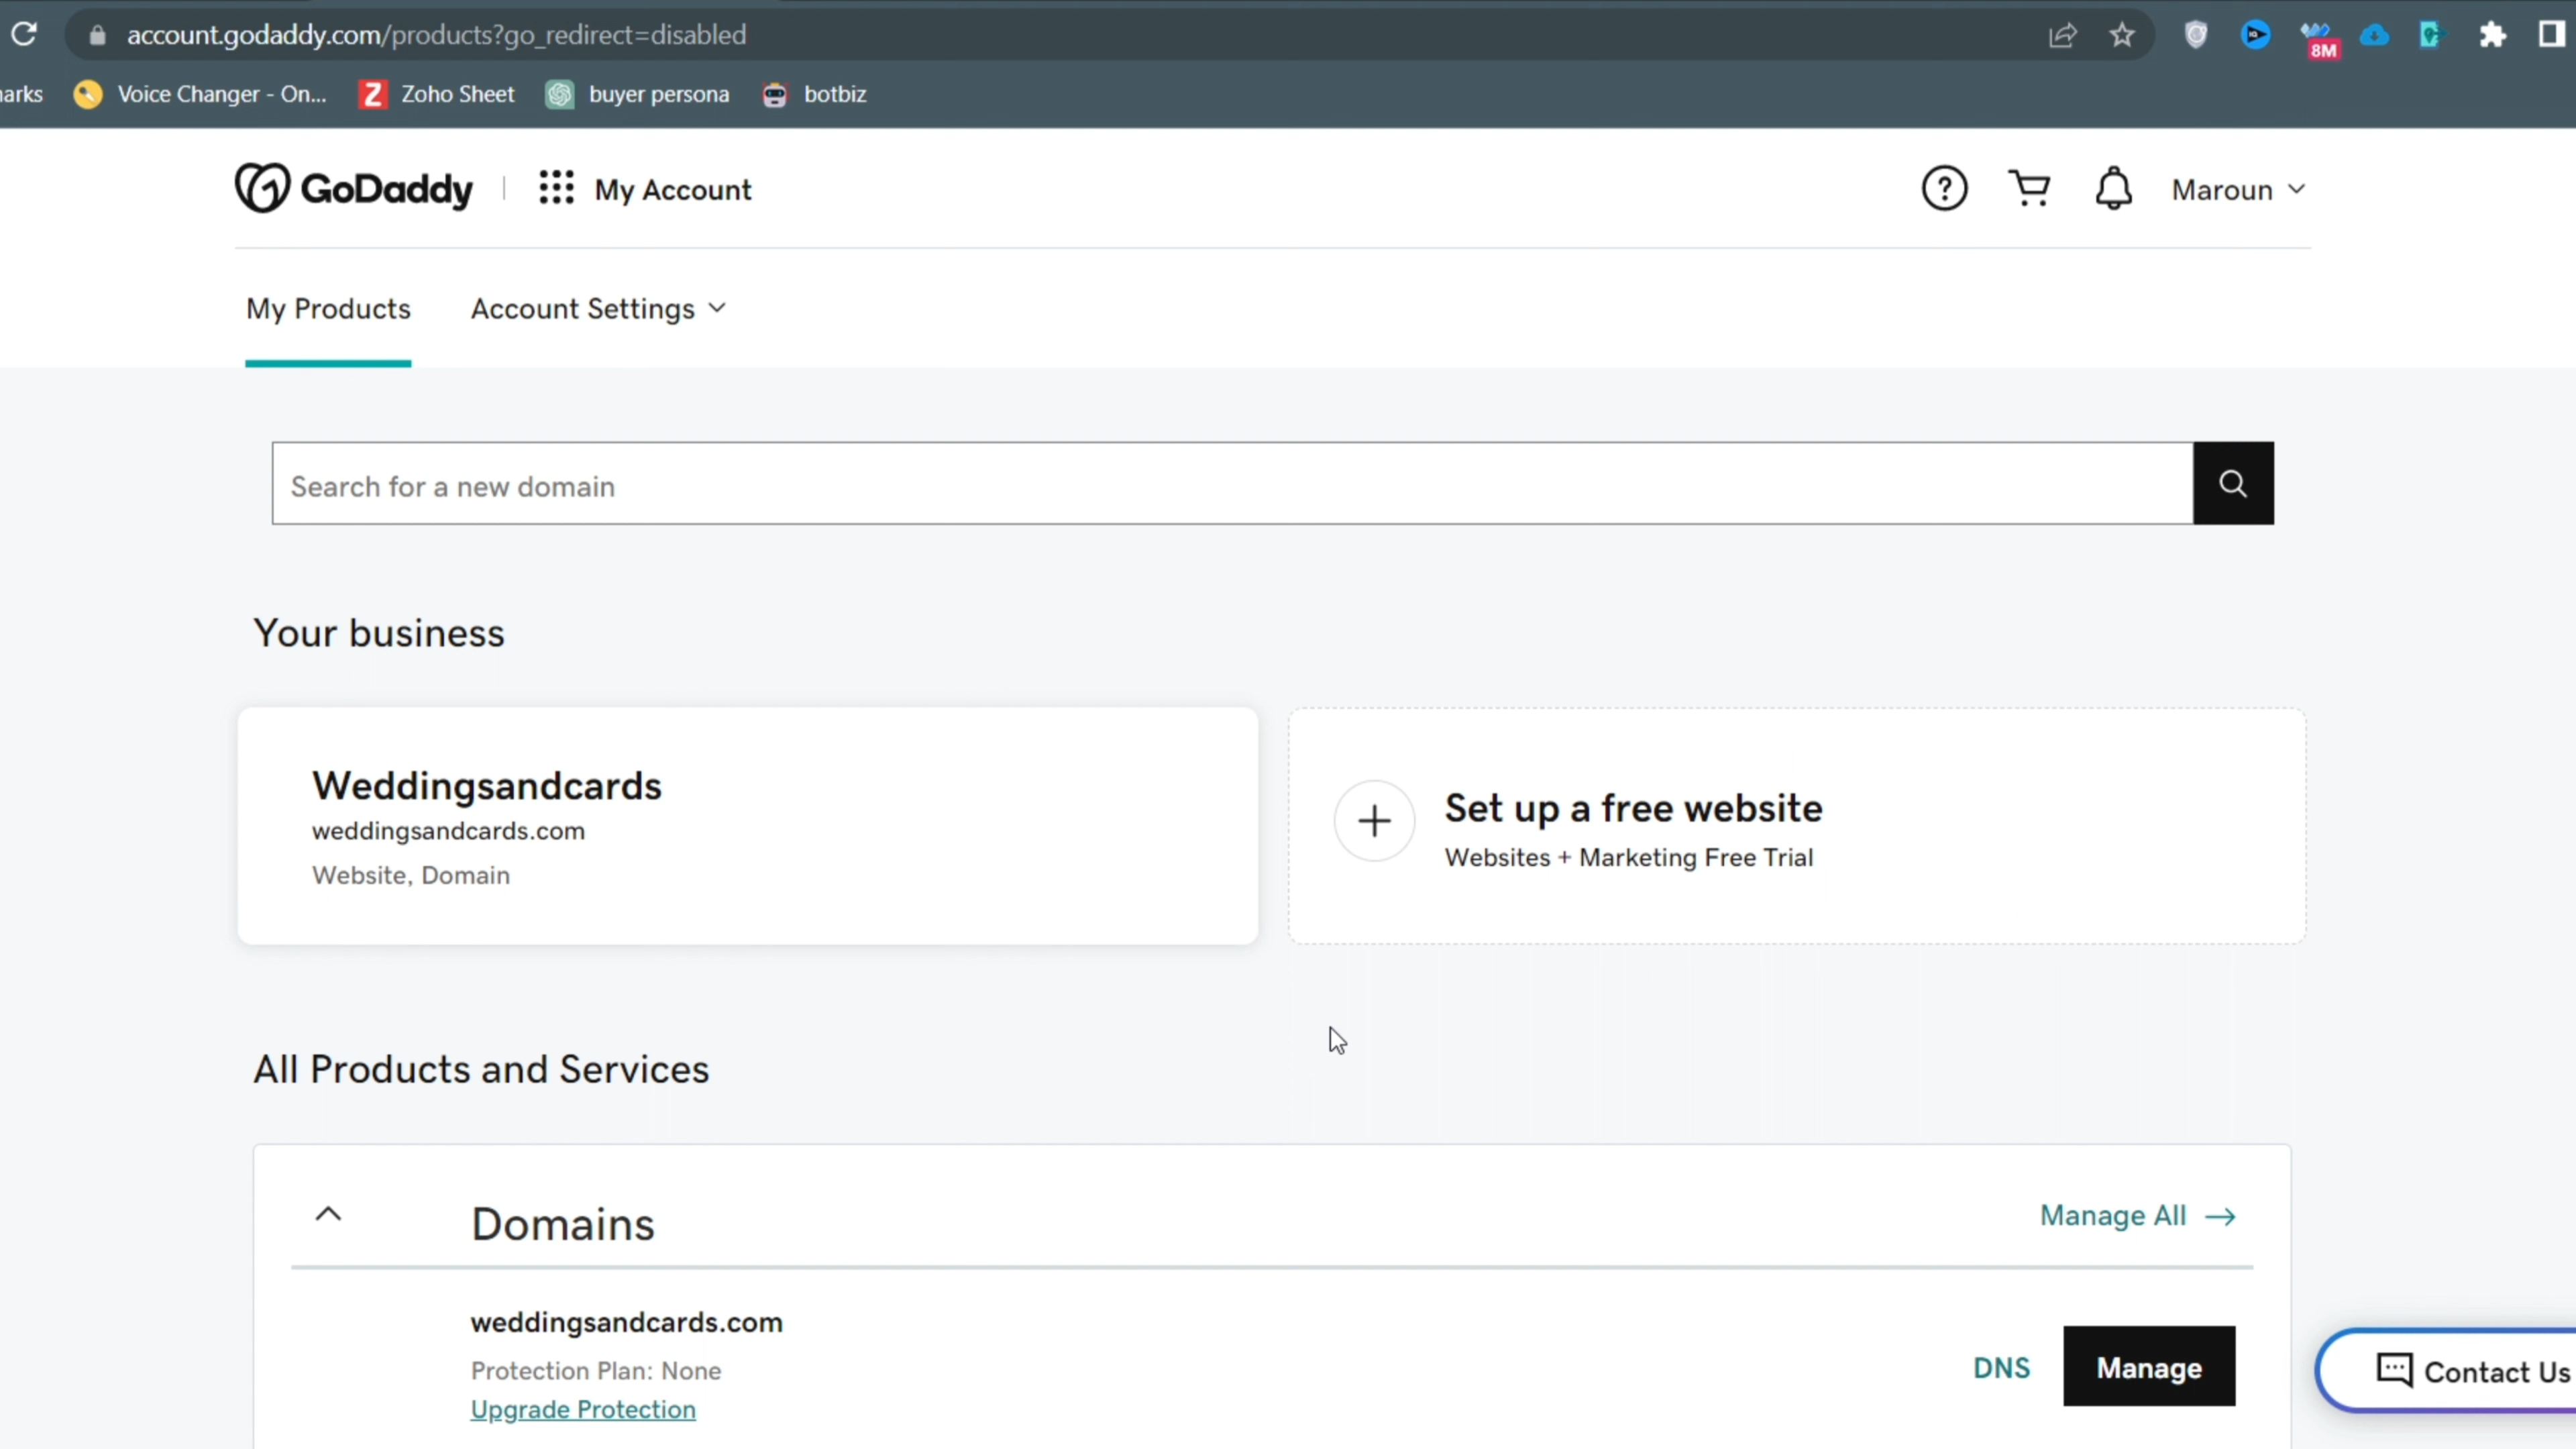 account.godaddy.com/products?go_redirect=disabled
8M
arks
Voice Changer - On...
Zoho Sheet
buyer persona
botbiz
GoDaddy
My Account
Maroun
My Products
Account Settings
Search for a new domain
Your business
Weddingsandcards
weddingsandcards.com
Website, Domain
Set up a free website
Websites + Marketing Free Trial
All Products and Services
Domains
Manage All
weddingsandcards.com
Protection Plan: None
Upgrade Protection
DNS
Manage
Contact Us